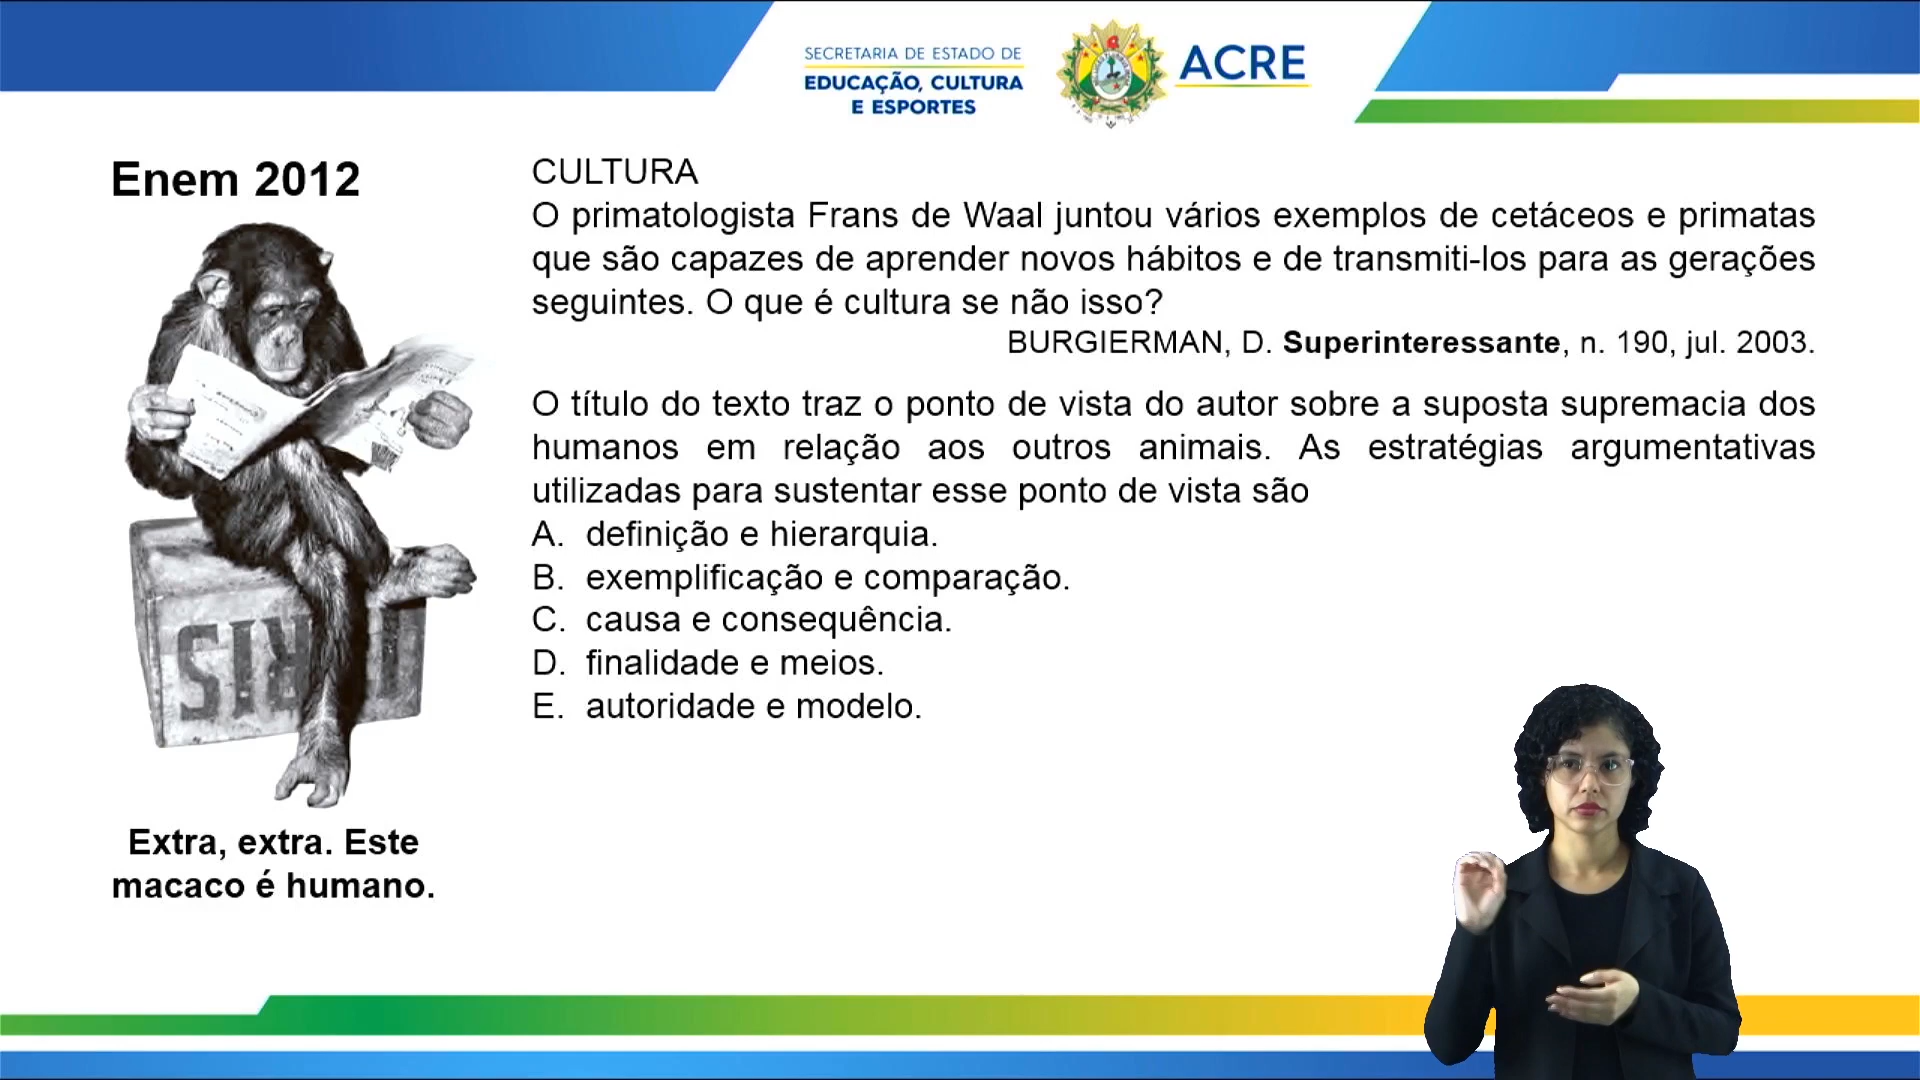 SECRETARIA DE ESTADO DE
EDUCAÇÃO, CULTURA
E ESPORTES
ACRE
Enem 2012
CULTURA
O primatologista Frans de Waal juntou vários exemplos de cetáceos e primatas
que são capazes de aprender novos hábitos e de transmiti-los para as gerações
seguintes. O que é cultura se não isso?
BURGIERMAN, D. Superinteressante, n. 190, jul. 2003.
O título do texto traz o ponto de vista do autor sobre a suposta supremacia dos
humanos em relação aos outros animais. As estratégias argumentativas
utilizadas para sustentar esse ponto de vista são
A. definição e hierarquia.
B. exemplificação e comparação.
C. causa e consequência.
D. finalidade e meios.
E. autoridade e modelo.
Extra, extra. Este
macaco é humano.